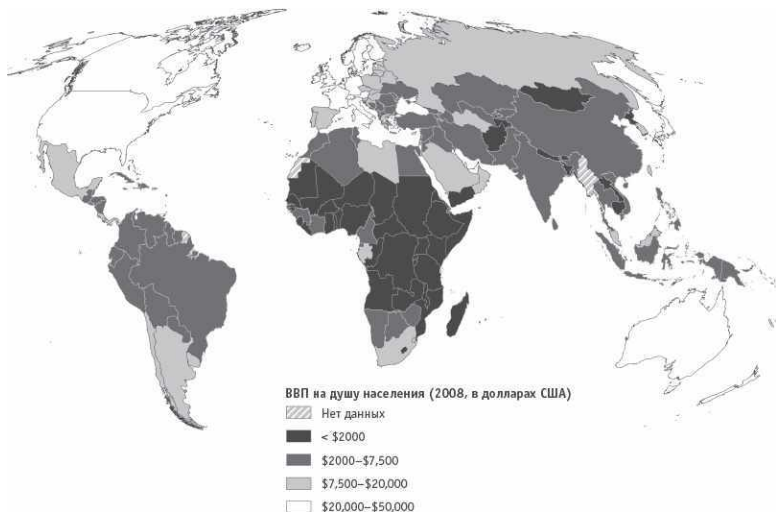 ВВП на душу населения (2008, в долларах США)
Нет данных
< $2000
$2000–$7,500
$7,500–$20,000
$20,000–$50,000